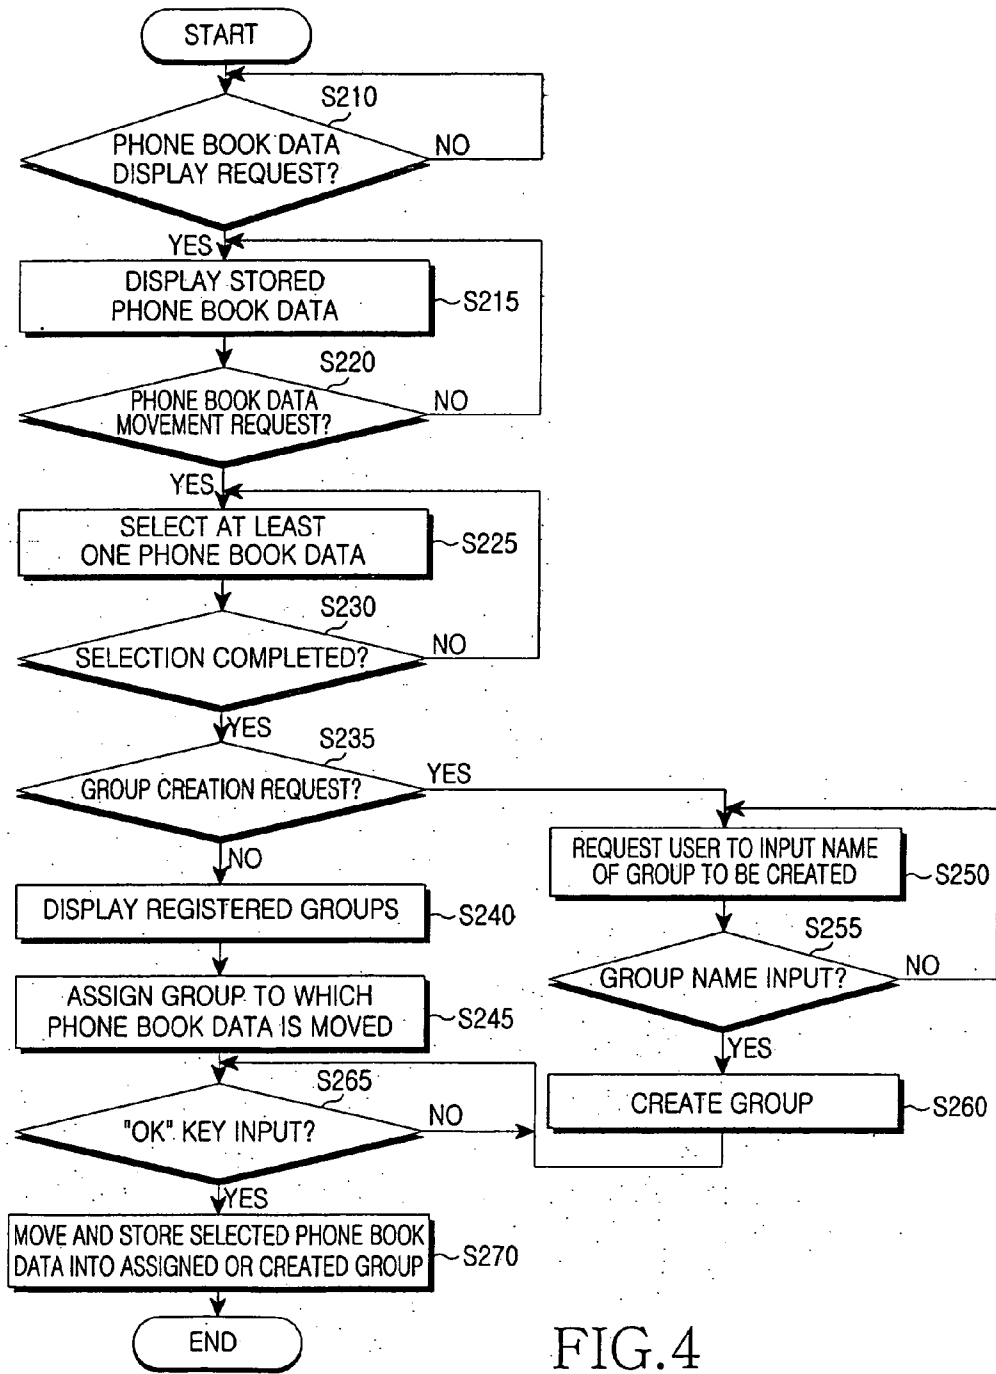 START
S210
PHONE BOOK DATA
DISPLAY REQUEST?
NO
YES
DISPLAY STORED
PHONE BOOK DATA
S215
S220
PHONE BOOK DATA
MOVEMENT REQUEST?
NO
YES
SELECT AT LEAST
ONE PHONE BOOK DATA
S225
S230
SELECTION COMPLETED?
NO
YES
S235
GROUP CREATION REQUEST?
YES
NO
REQUEST USER TO INPUT NAME
OF GROUP TO BE CREATED
S250
DISPLAY REGISTERED GROUPS
S240
S255
GROUP NAME INPUT?
NO
YES
ASSIGN GROUP TO WHICH
PHONE BOOK DATA IS MOVED
S245
CREATE GROUP
S260
S265
"OK" KEY INPUT?
NO
YES
MOVE AND STORE SELECTED PHONE BOOK
DATA INTO ASSIGNED OR CREATED GROUP
S270
END
FIG.4